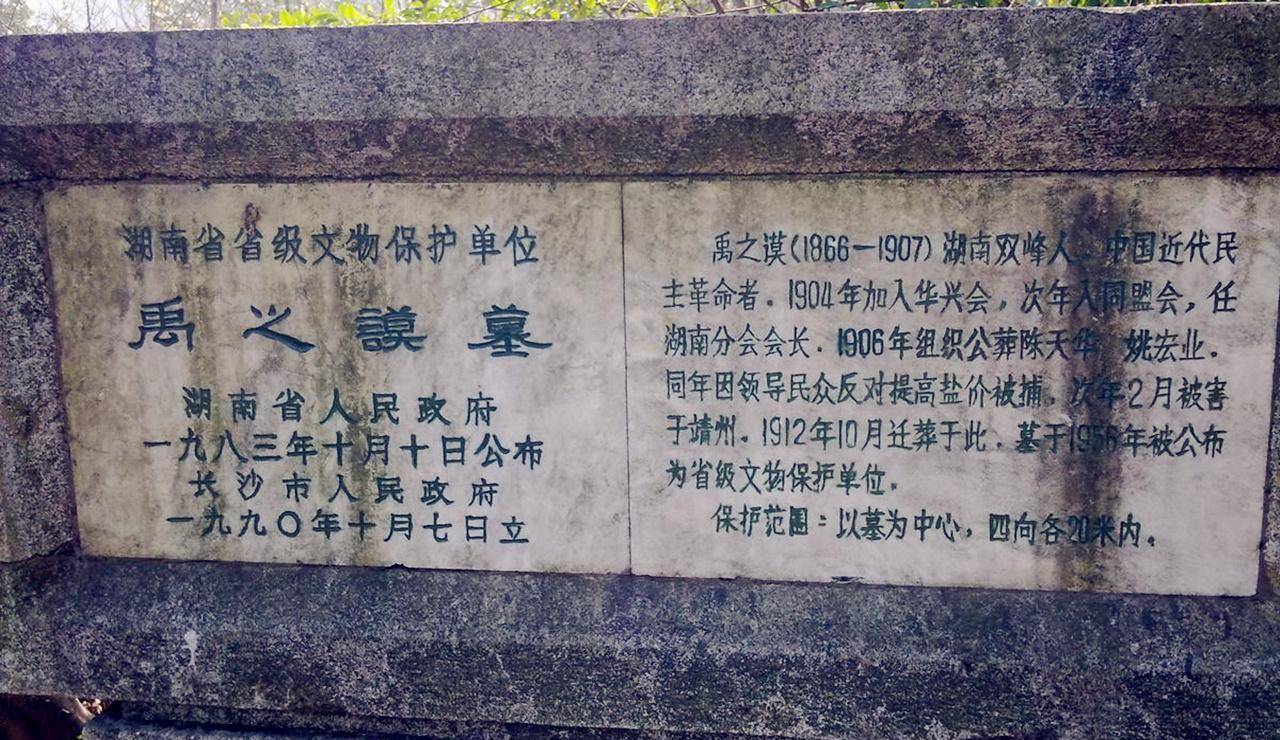 湖南省省级文物保护单位
禹之謨墓
湖南省人民政府
一九八三年十月十日公布
长沙市人民政府
一九九〇年十月七日立
禹之谟(1866—1907)湖南双峰人，中国近代民
主革命者。1904年加入华兴会，次年入同盟会，任
湖南分会会长。1906年组织公葬陈天华 姚宏业。
同年因领导民众反对提高盐价被捕，次年2月被害
于靖州。1912年10月迁葬于此。墓于1956年被公布
为省级文物保护单位。
保护范围：以墓为中心，四向各20米内。